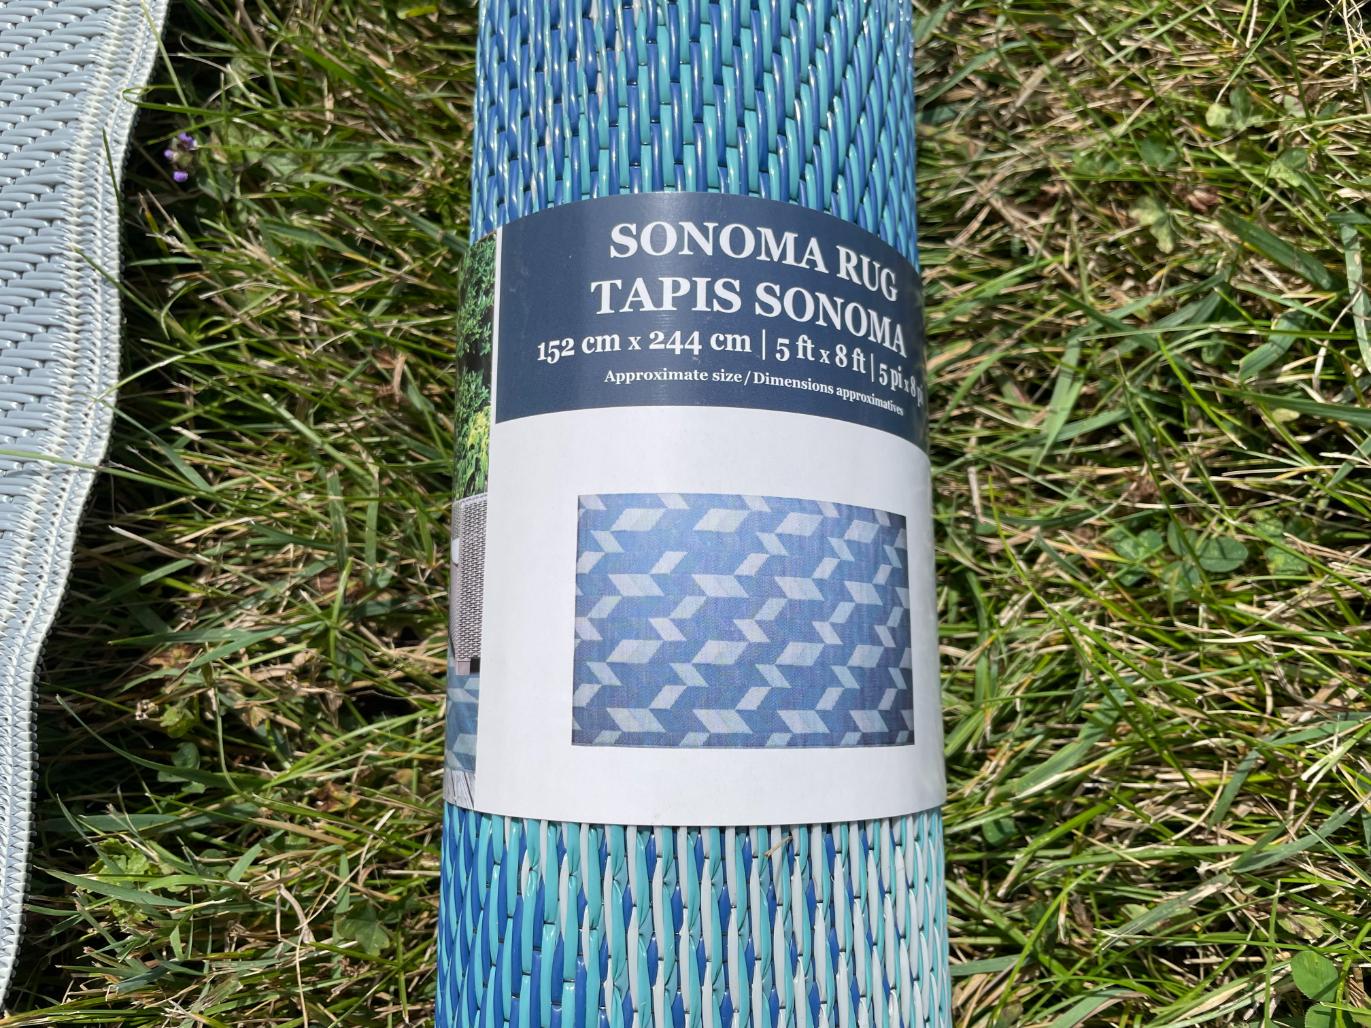 SONOMA RUG
TAPIS SONOMA
152 cm x 244 cm | 5 ft x 8 ft | 5 pi x 8 pi
Approximate size / Dimensions approximatives